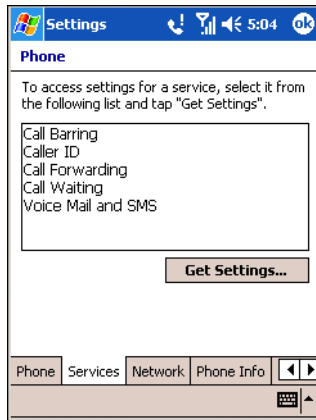 Settings 5:04 ok
Phone
To access settings for a service, select it from
the following list and tap "Get Settings".
Call Barring
Caller ID
Call Forwarding
Call Waiting
Voice Mail and SMS
Get Settings...
Phone Services Network Phone Info